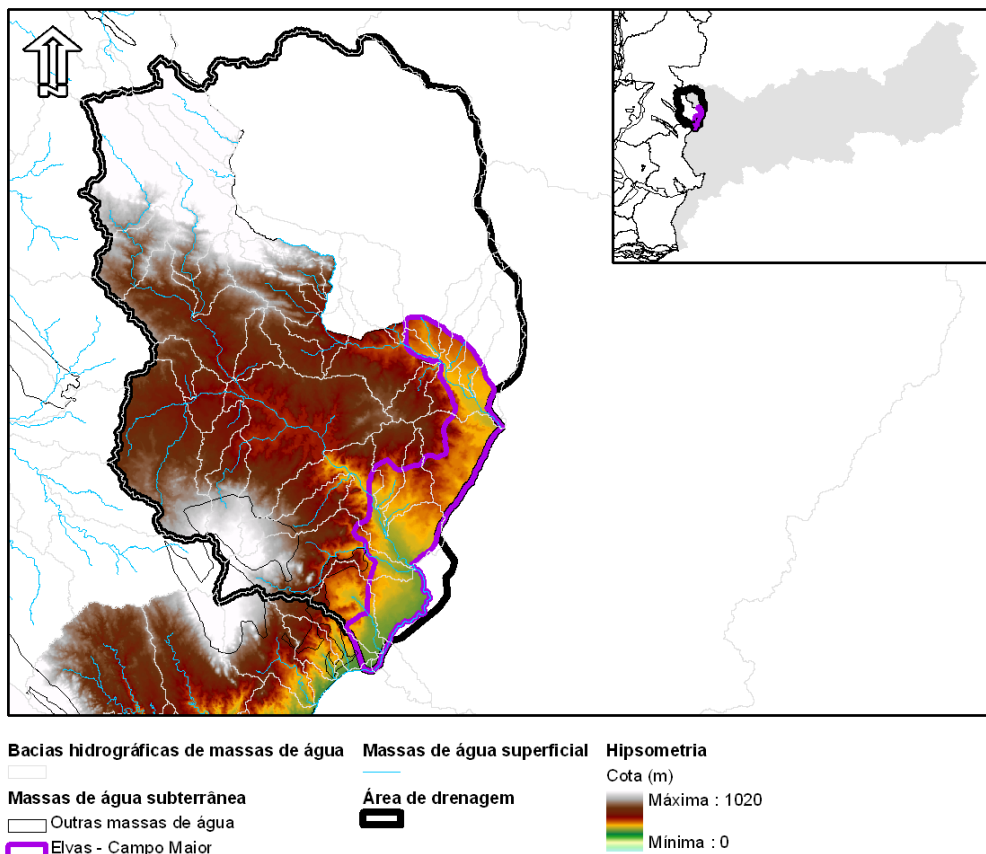 N
Bacias hidrográficas de massas de água
Massas de água subterrânea
Outras massas de água
Elvas - Campo Maior
Massas de água superficial
Área de drenagem
Hipsometria
Cota (m)
Máxima : 1020
Mínima : 0